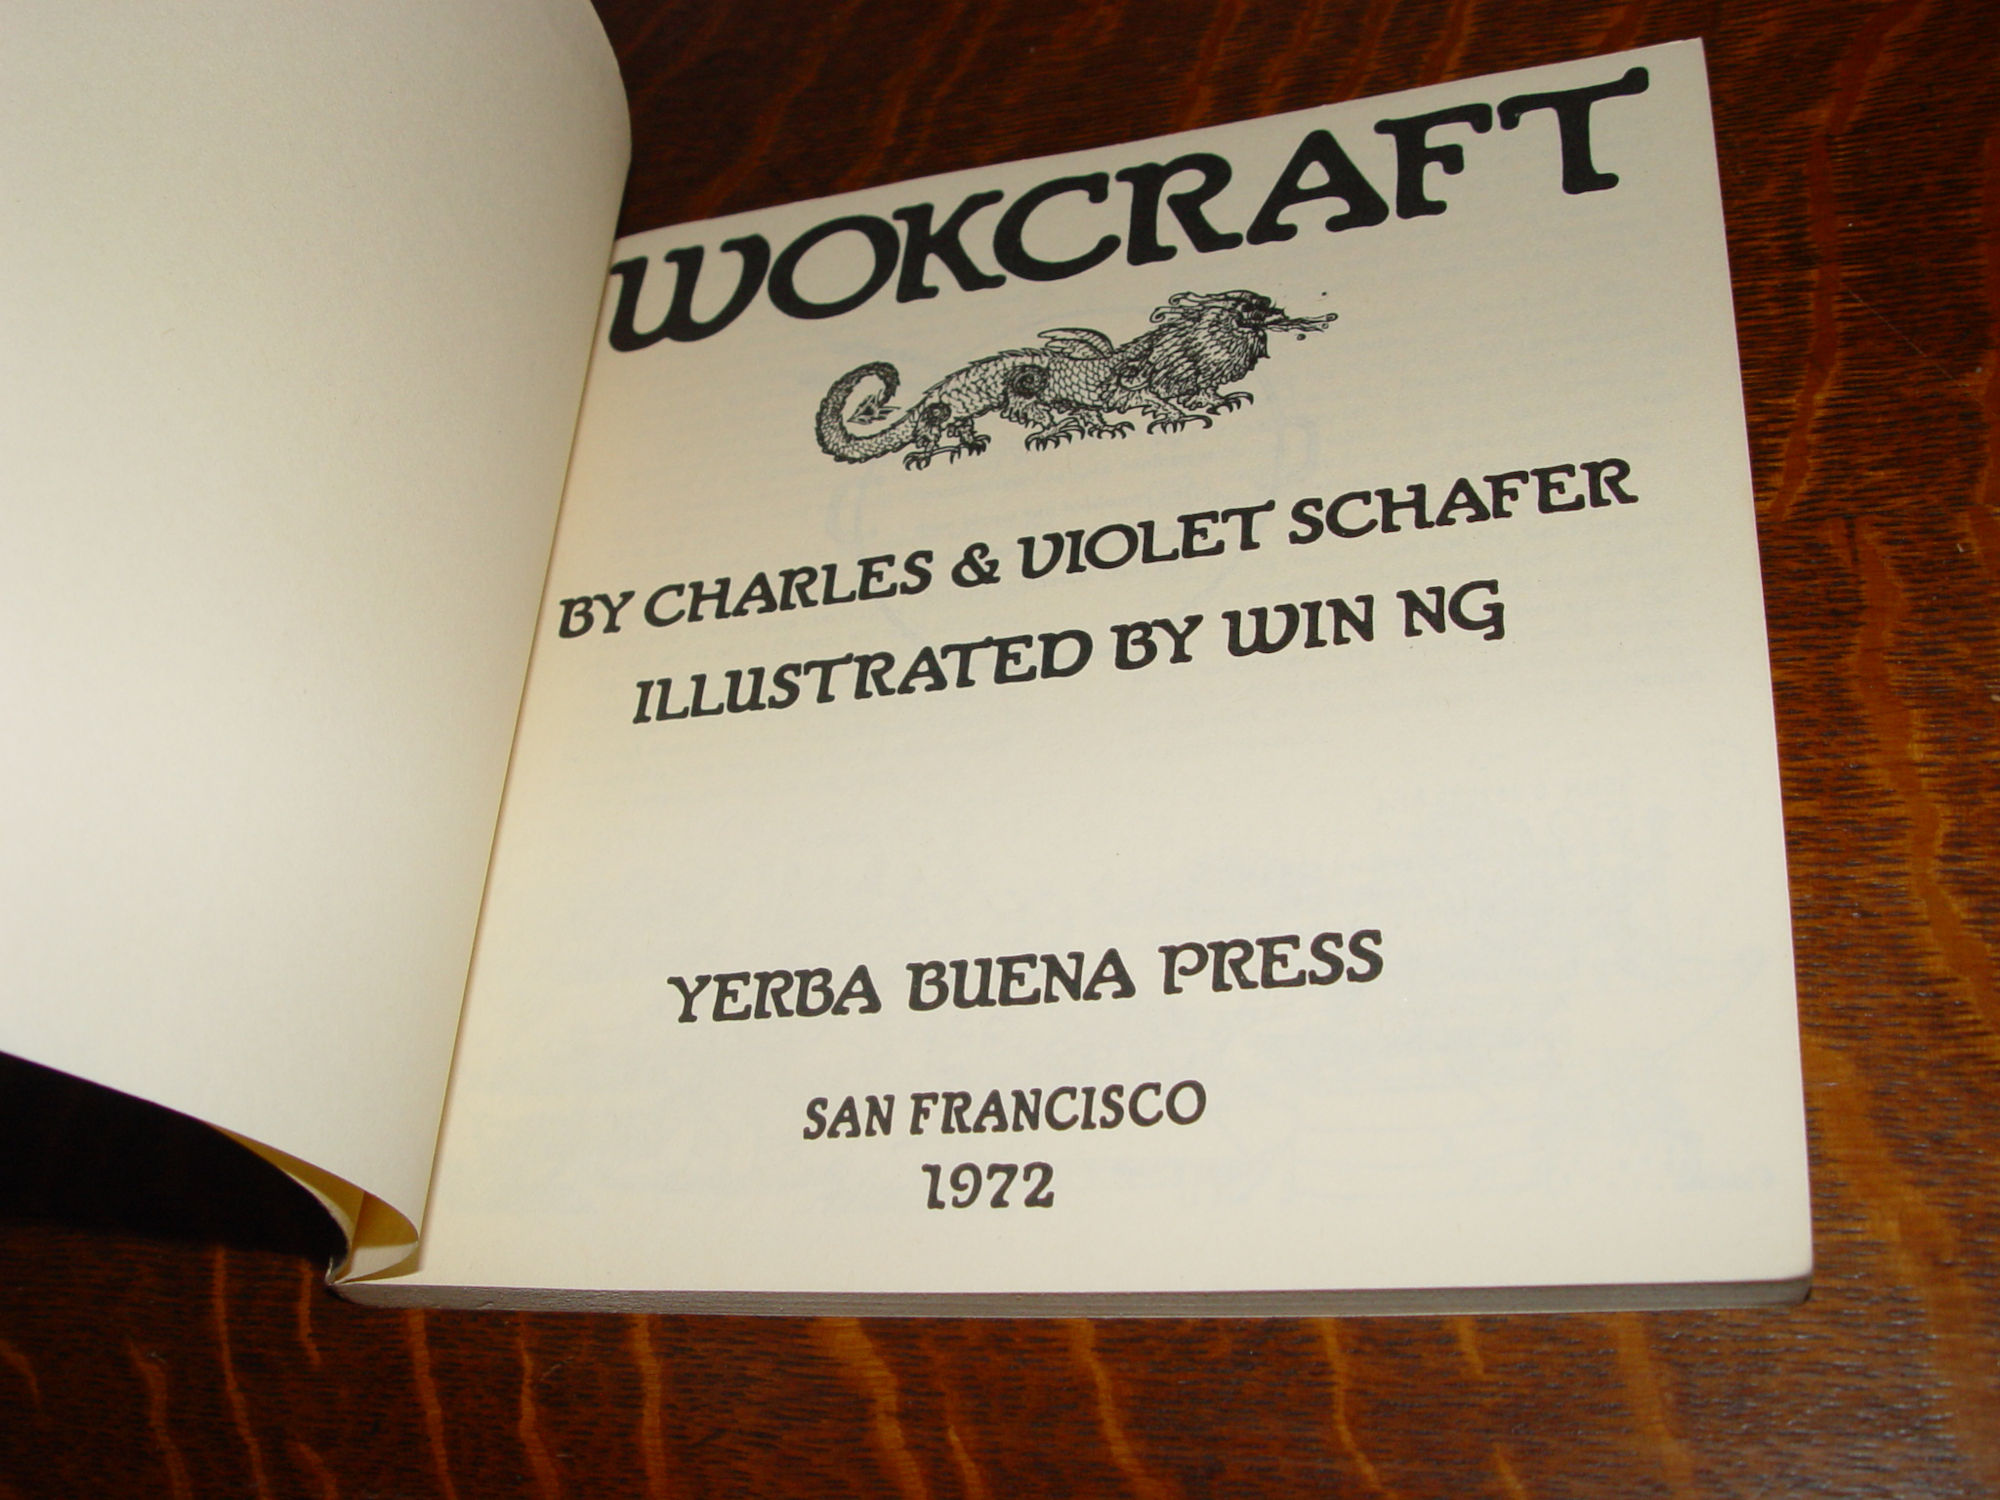 WOKCRAFT
BY CHARLES & VIOLET SCHAFER
ILLUSTRATED BY WIN NG
YERBA BUENA PRESS
SAN FRANCISCO
1972